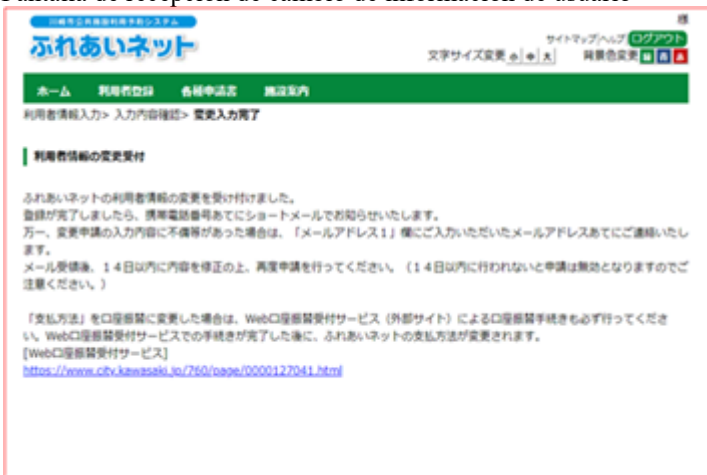 Pantalla de recepción de cambio de información de usuario
川崎市公共施設利用予約システム
様
ふれあいネット
サイトマップ/ヘルプ ログアウト
文字サイズ変更 小 中 大 背景色変更
ホーム 利用者登録 各種申請書 施設案内
利用者情報入力> 入力内容確認> 変更入力完了
利用者情報の変更受付
ふれあいネットの利用者情報の変更を受け付けました。
登録が完了しましたら、携帯電話番号あてにショートメールでお知らせいたします。
万一、変更申請の入力内容に不備等があった場合は、「メールアドレス1」欄にご入力いただいたメールアドレスあてにご連絡いたし
ます。
メール受領後、14日以内に内容を修正の上、再度申請を行ってください。（14日以内に行われないと申請は無効となりますのでご
注意ください。）
「支払方法」を口座振替に変更した場合は、Web口座振替受付サービス（外部サイト）による口座振替手続きも必ず行ってくださ
い。Web口座振替受付サービスでの手続きが完了した後に、ふれあいネットの支払方法が変更されます。
[Web口座振替受付サービス]
https://www.city.kawasaki.jp/760/page/0000127041.html